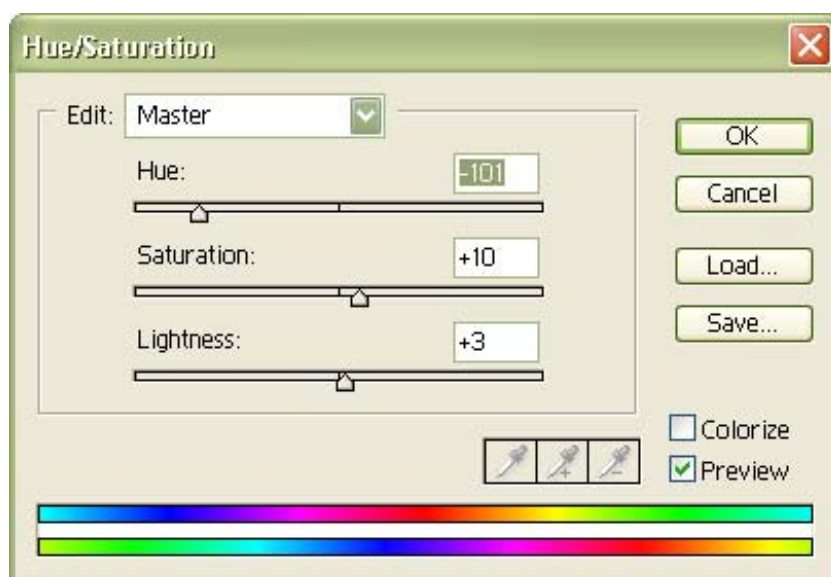 Hue/Saturation
Edit: Master
OK
Hue: -101
Cancel
Saturation: +10
Load...
Save...
Lightness: +3
Colorize
Preview